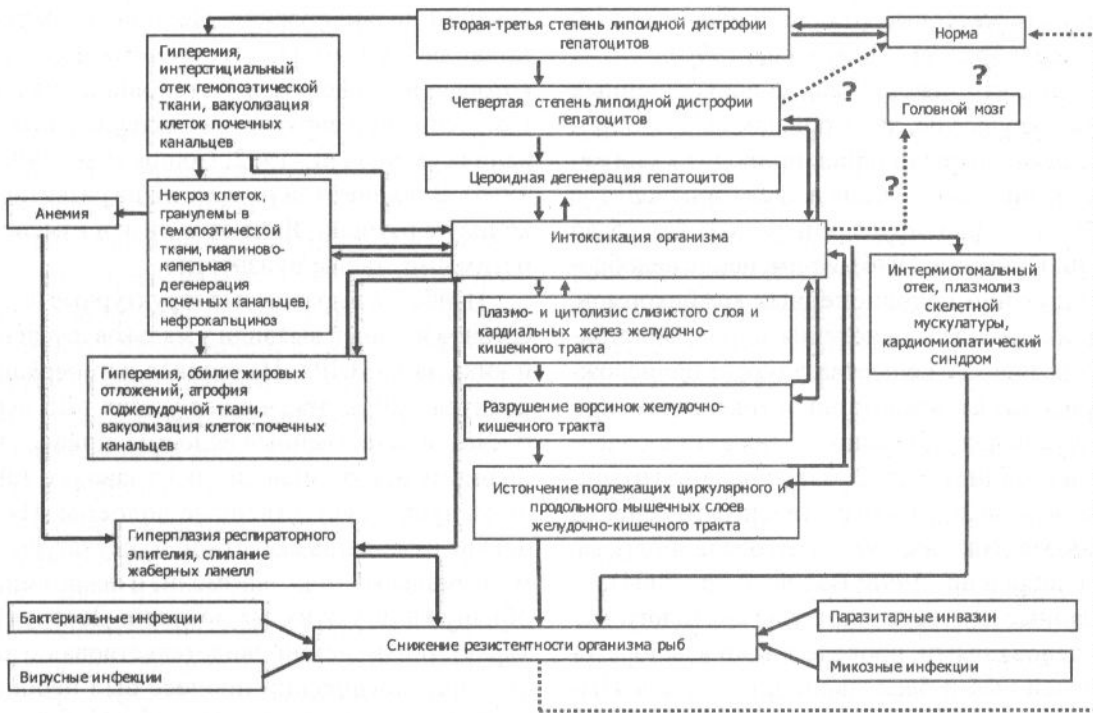 Вторая-третья степень липоидной дистрофии
гепатоцитов
Норма
?
Гиперемия,
интерстициальный
отек гемопоэтической
ткани, вакуолизация
клеток почечных
канальцев
Четвертая степень липоидной дистрофии
гепатоцитов
?
Головной мозг
Цероидная дегенерация гепатоцитов
?
Анемия
Некроз клеток,
гранулемы в
гемопоэтической
ткани, гиалиново-
капельная
дегенерация
почечных канальцев,
нефрокальциноз
Интоксикация организма
Интермиотомальный
отек, плазмолиз
скелетной
мускулатуры,
кардиомиопатический
синдром
Плазмо- и цитолизис слизистого слоя и
кардиальных желез желудочно-
кишечного тракта
Гиперемия, обилие жировых
отложений, атрофия
поджелудочной ткани,
вакуолизация клеток почечных
канальцев
Разрушение ворсинок желудочно-
кишечного тракта
Истончение подлежащих циркулярного и
продольного мышечных слоев
желудочно-кишечного тракта
Гиперплазия респираторного
эпителия, слипание
жаберных ламелл
Бактериальные инфекции
Паразитарные инвазии
Снижение резистентности организма рыб
Вирусные инфекции
Микозные инфекции